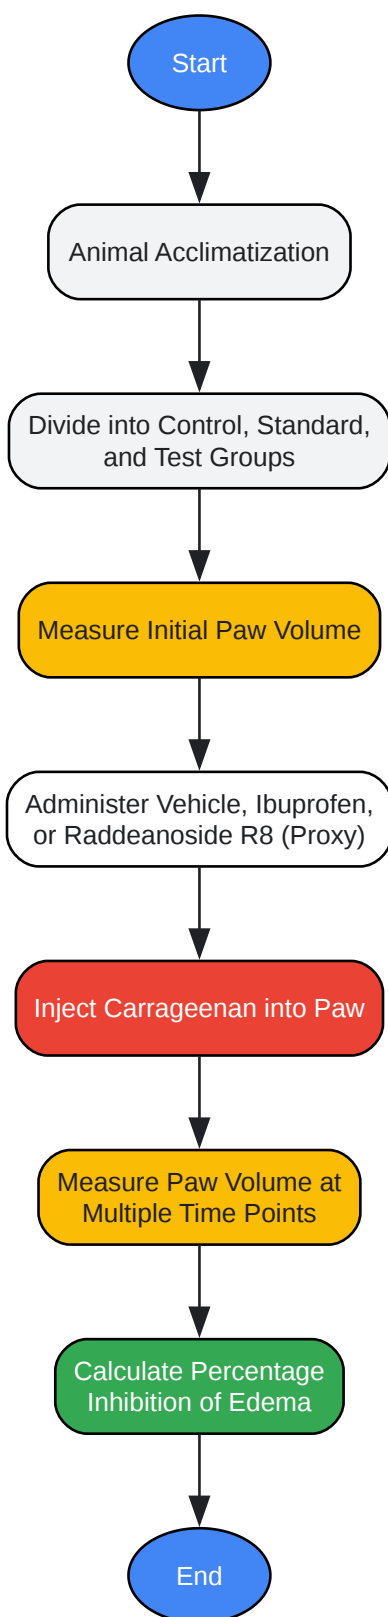 Start
Animal Acclimatization
Divide into Control, Standard,
and Test Groups
Measure Initial Paw Volume
Administer Vehicle, Ibuprofen,
or Raddeanoside R8 (Proxy)
Inject Carrageenan into Paw
Measure Paw Volume at
Multiple Time Points
Calculate Percentage
Inhibition of Edema
End